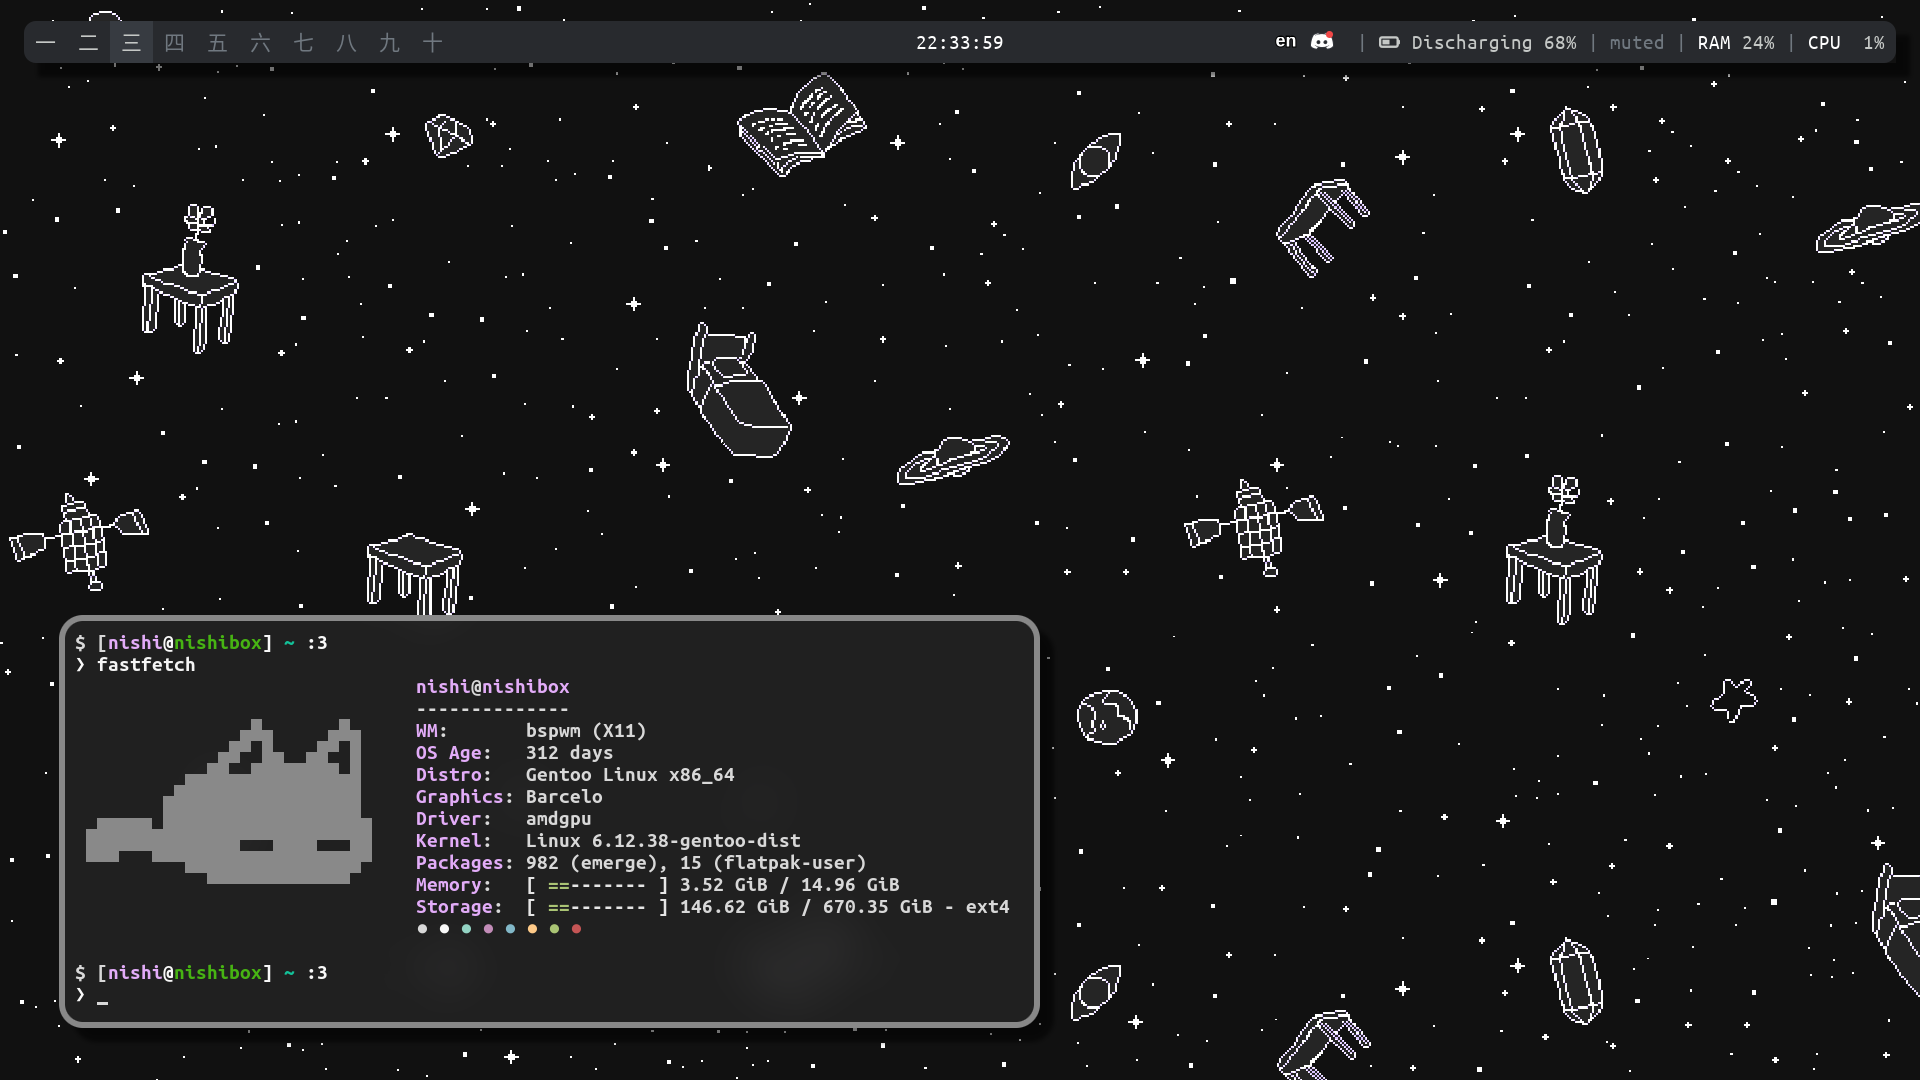 一 二 三 四 五 六 七 八 九 十 22:33:59 en | Discharging 68% | muted | RAM 24% | CPU 1%
$ [nishi@nishibox] ~ :3
❯ fastfetch
nishi@nishibox
--------------
WM: bspwm (X11)
OS Age: 312 days
Distro: Gentoo Linux x86_64
Graphics: Barcelo
Driver: amdgpu
Kernel: Linux 6.12.38-gentoo-dist
Packages: 982 (emerge), 15 (flatpak-user)
Memory: [ ==------- ] 3.52 GiB / 14.96 GiB
Storage: [ ==------- ] 146.62 GiB / 670.35 GiB - ext4
$ [nishi@nishibox] ~ :3
❯ _